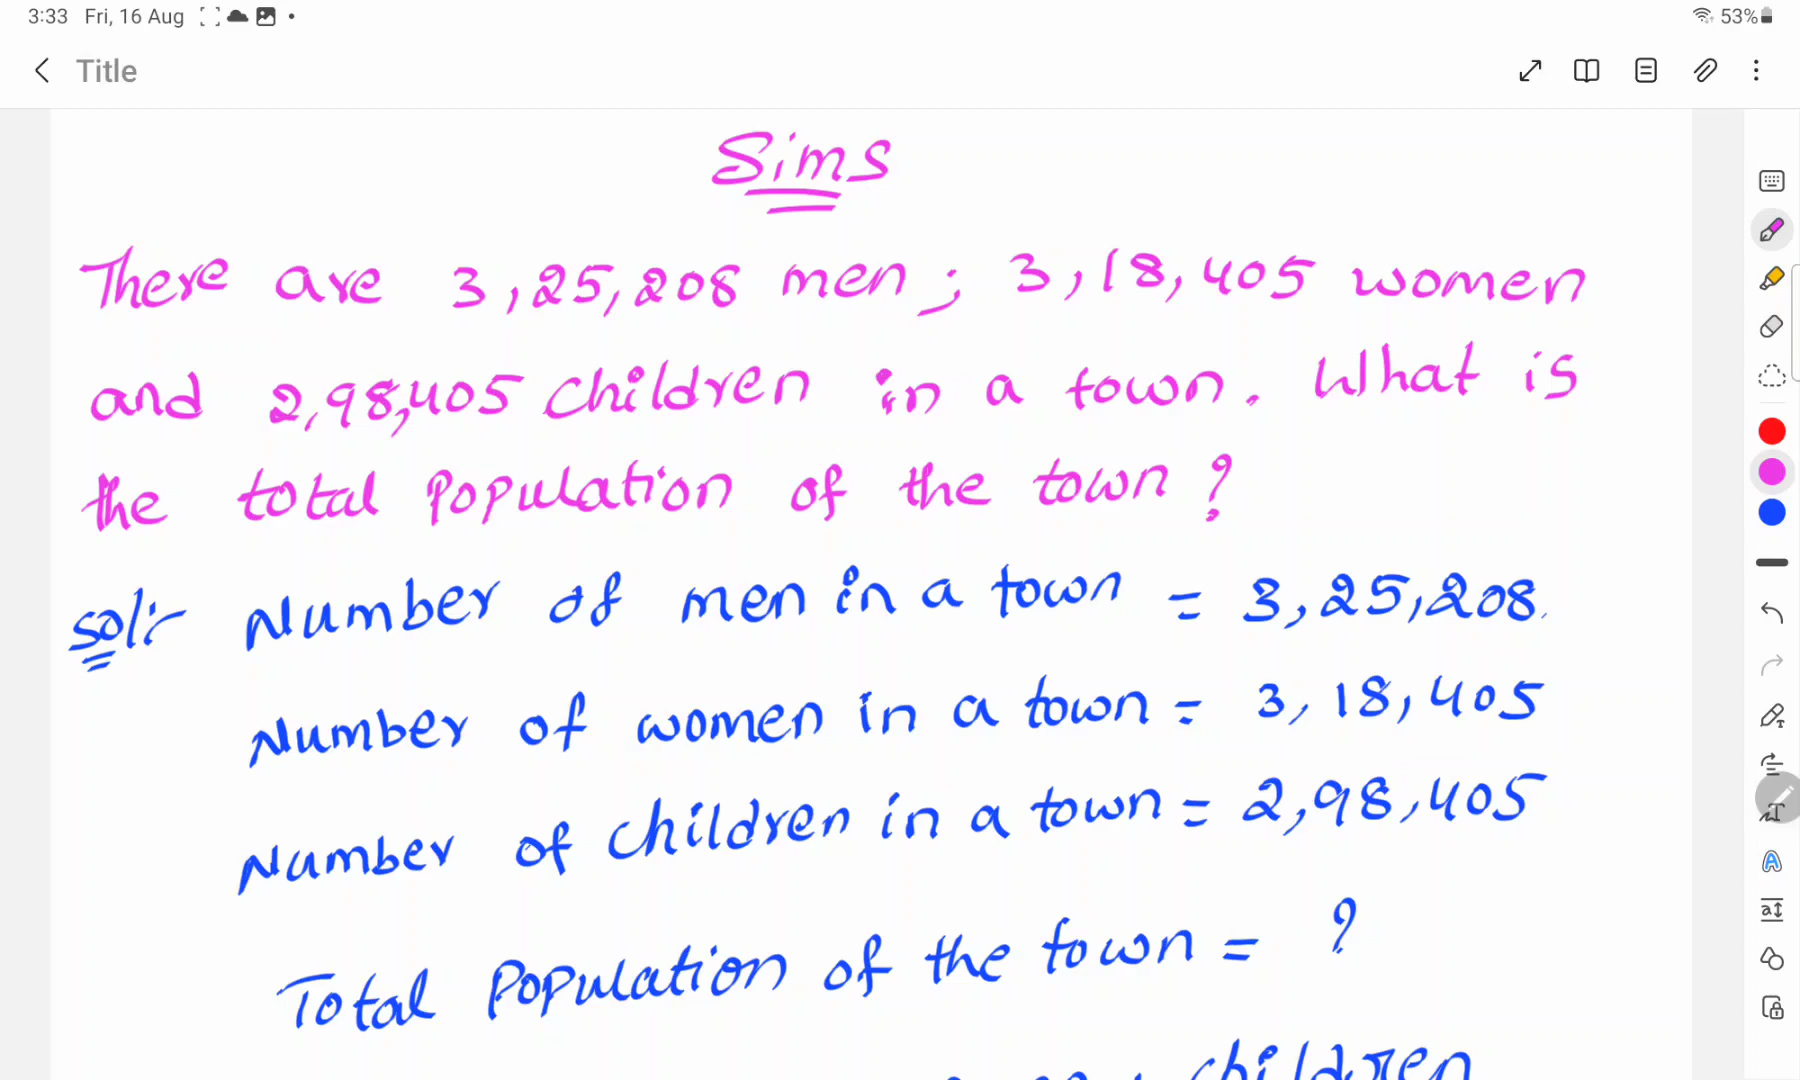 3:33 Fri, 16 Aug
53%
Title
Sims
There are 3,25,208 men; 3,18,405 women
and 2,98,405 children in a town. What is
the total population of the town?
Sol:- Number of men in a town = 3,25,208.
Number of women in a town = 3,18,405
Number of children in a town = 2,98,405
Total population of the town = ?
children